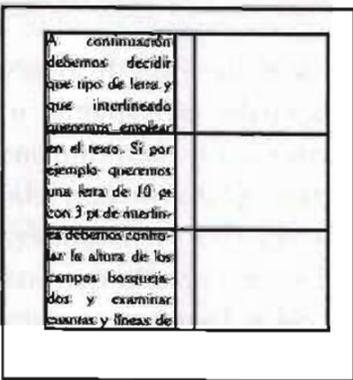 A continuación
debemos decidir
que tipo de letra y
que interlineado
queremos emplear
en el texto. Si por
ejemplo queremos
una letra de 10 pt
con 3 pt de interlin-
ea debemos contro-
lar la altura de los
campos bosqueja-
dos y examinar
cuantas y líneas de